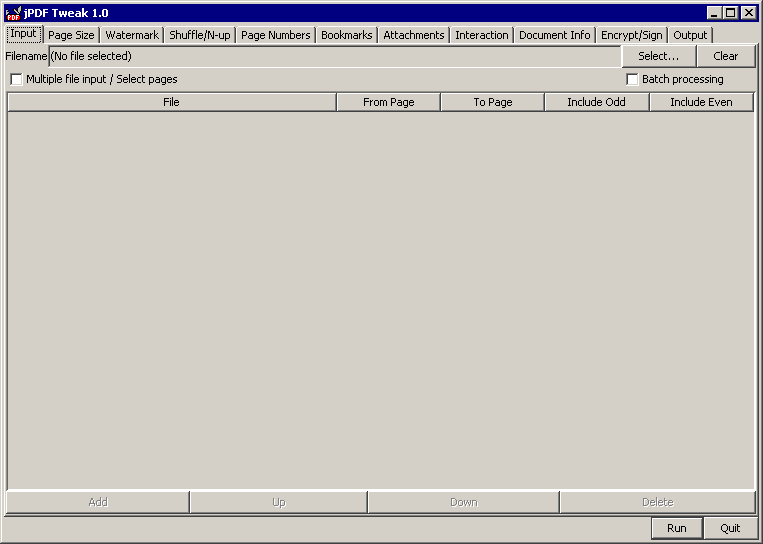 jPDF Tweak 1.0
Input Page Size Watermark Shuffle/N-up Page Numbers Bookmarks Attachments Interaction Document Info Encrypt/Sign Output
Filename (No file selected) Select... Clear
Multiple file input / Select pages Batch processing
File From Page To Page Include Odd Include Even
Add Up Down Delete
Run Quit